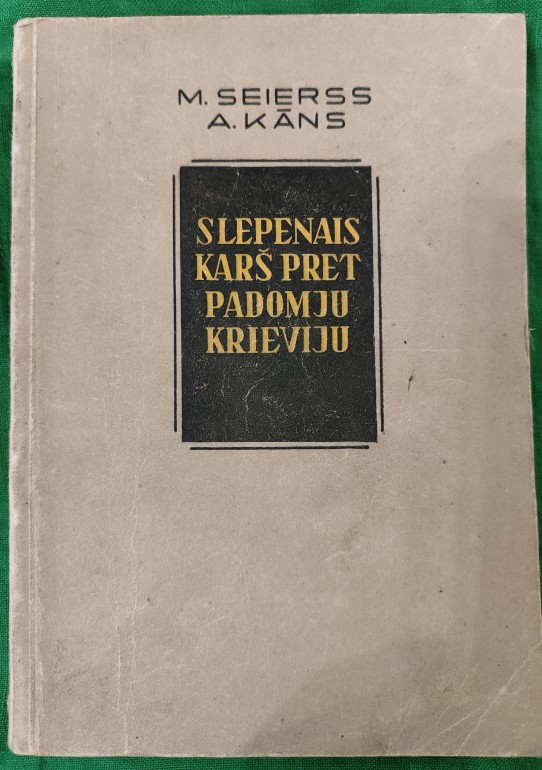 M. SEIERSS
A. KĀNS
SLEPENAIS
KARŠ PRET
PADOMJU
KRIEVIJU